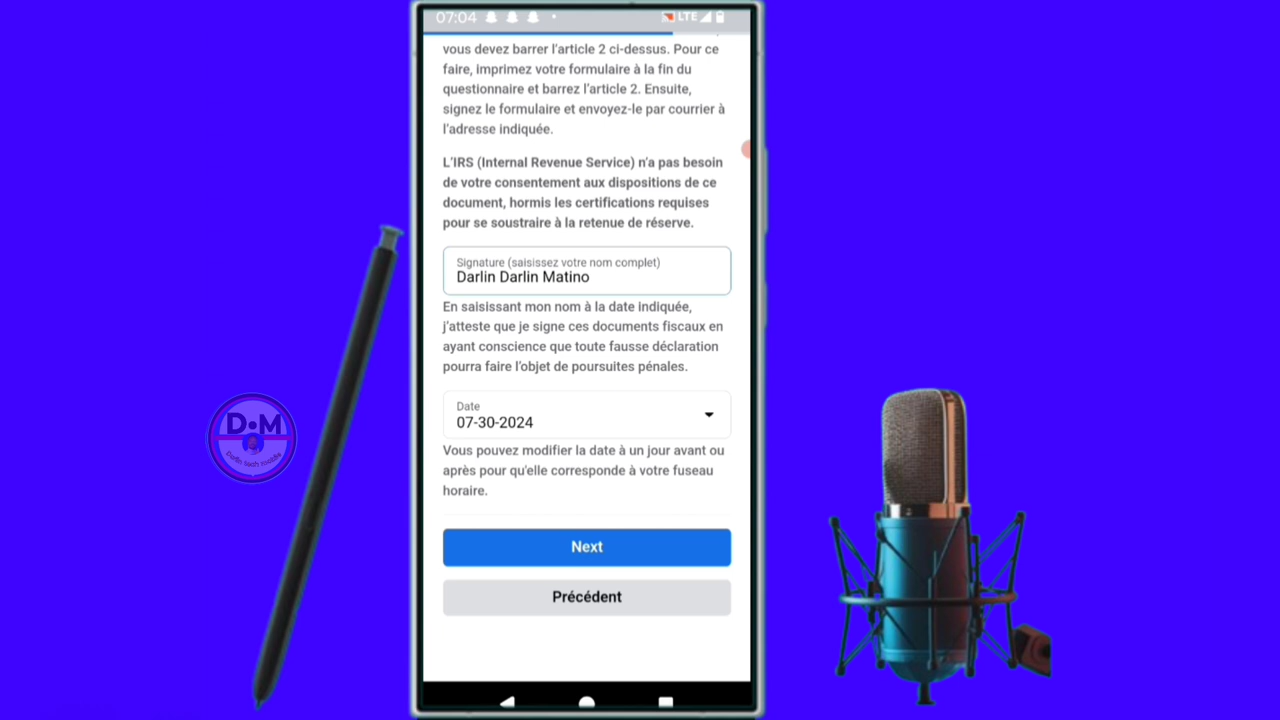 07:04
LTE
vous devez barrer l'article 2 ci-dessus. Pour ce
faire, imprimez votre formulaire à la fin du
questionnaire et barrez l'article 2. Ensuite,
signez le formulaire et envoyez-le par courrier à
l'adresse indiquée.
L'IRS (Internal Revenue Service) n'a pas besoin
de votre consentement aux dispositions de ce
document, hormis les certifications requises
pour se soustraire à la retenue de réserve.
Signature (saisissez votre nom complet)
Darlin Darlin Matino
En saisissant mon nom à la date indiquée,
j'atteste que je signe ces documents fiscaux en
ayant conscience que toute fausse déclaration
pourra faire l'objet de poursuites pénales.
Date
07-30-2024
Vous pouvez modifier la date à un jour avant ou
après pour qu'elle corresponde à votre fuseau
horaire.
Next
Précédent
D•M